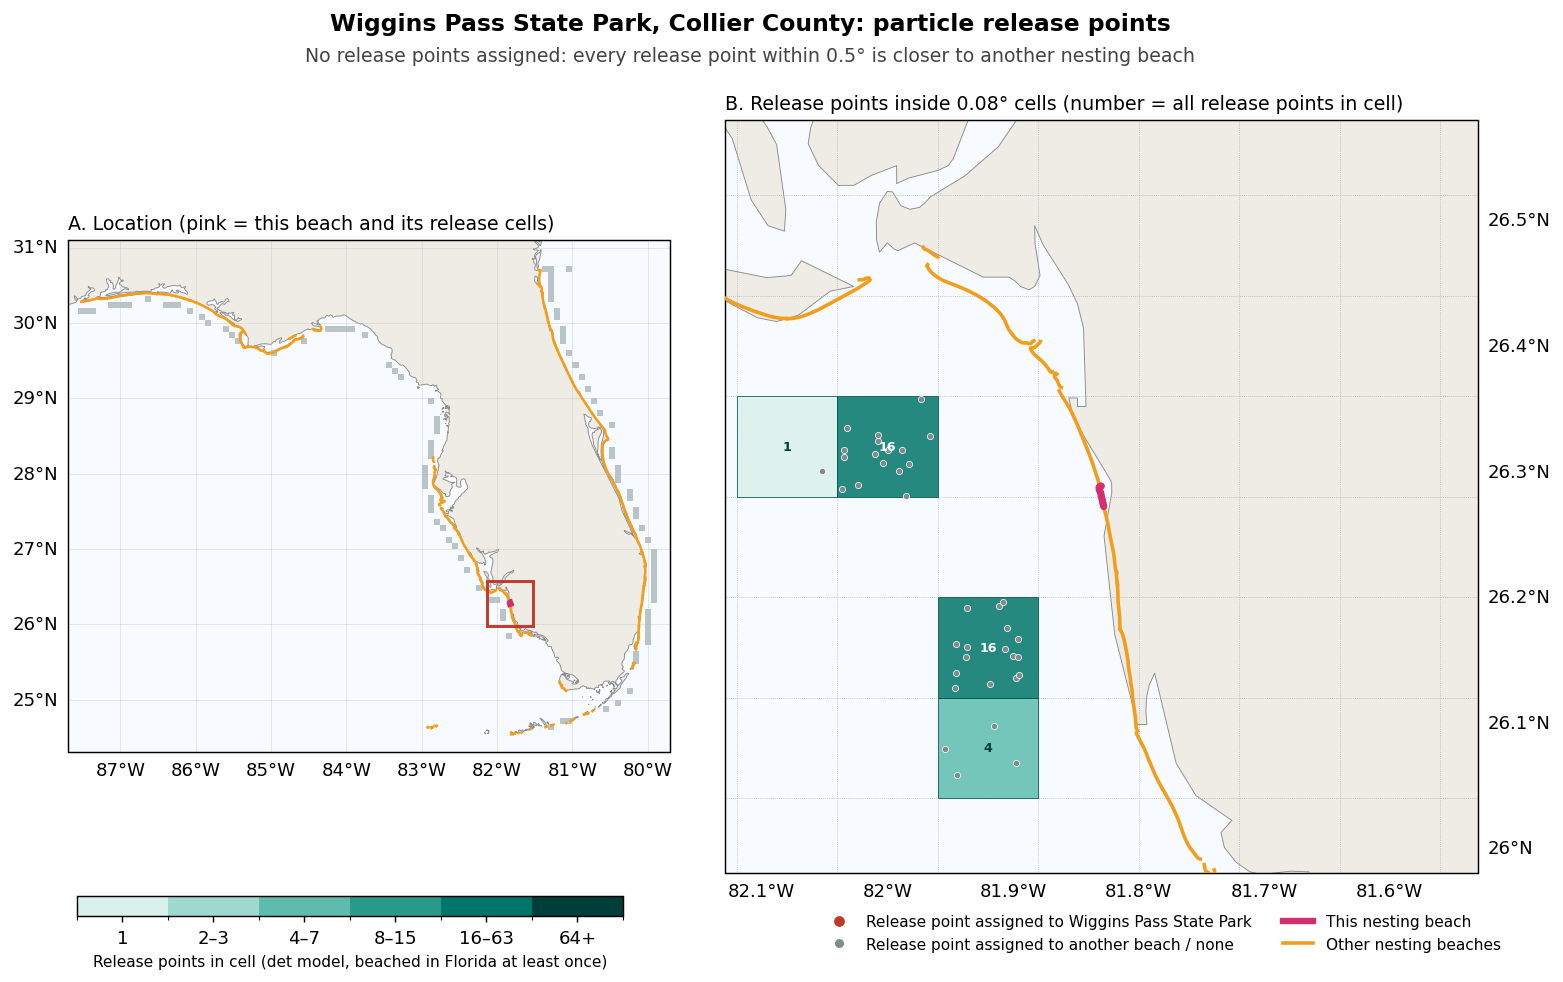 Wiggins Pass State Park, Collier County: particle release points
No release points assigned: every release point within 0.5° is closer to another nesting beach
A. Location (pink = this beach and its release cells)
31°N
30°N
29°N
28°N
27°N
26°N
25°N
87°W 86°W 85°W 84°W 83°W 82°W 81°W 80°W
1 2–3 4–7 8–15 16–63 64+
Release points in cell (det model, beached in Florida at least once)
B. Release points inside 0.08° cells (number = all release points in cell)
1 16
16
4
26.5°N
26.4°N
26.3°N
26.2°N
26.1°N
26°N
82.1°W 82°W 81.9°W 81.8°W 81.7°W 81.6°W
Release point assigned to Wiggins Pass State Park
Release point assigned to another beach / none
This nesting beach
Other nesting beaches